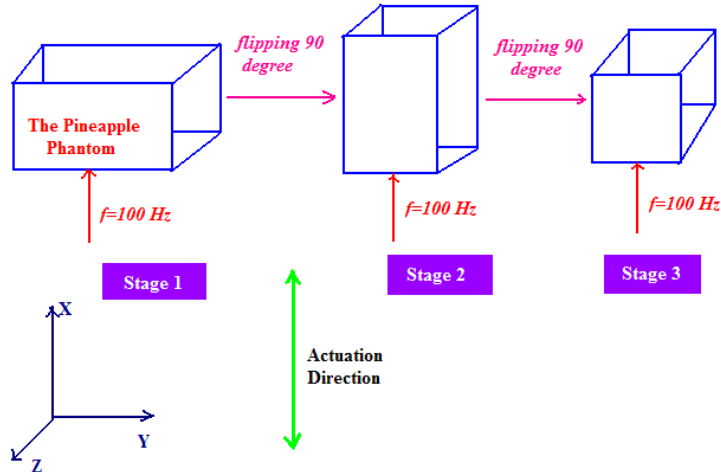 flipping 90
degree
flipping 90
degree
The Pineapple
Phantom
f=100 Hz
f=100 Hz
f=100 Hz
Stage 1
Stage 2
Stage 3
X
Actuation
Direction
Y
Z